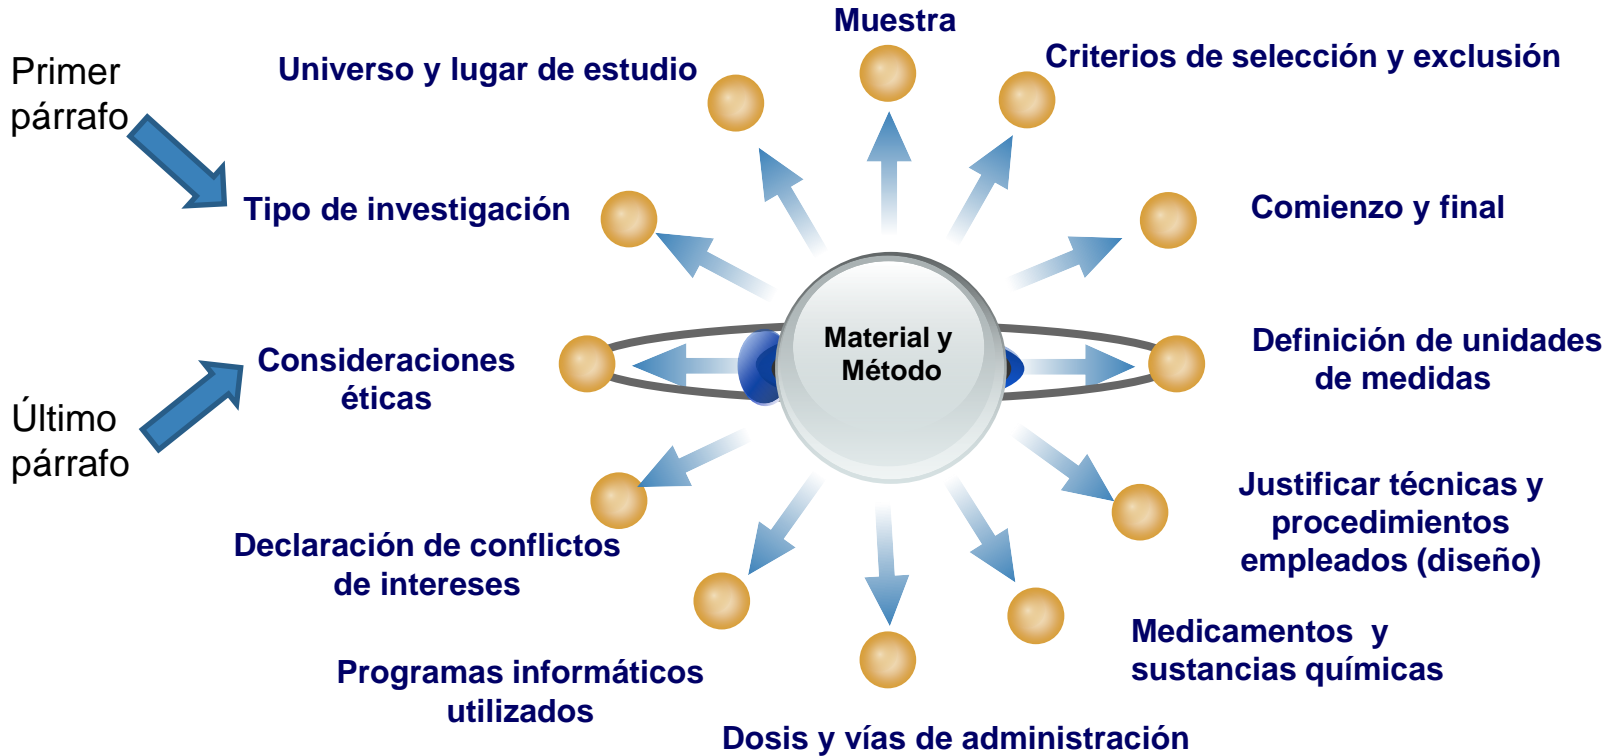 Primer
párrafo
Último
párrafo
Tipo de investigación
Universo y lugar de estudio
Muestra
Criterios de selección y exclusión
Comienzo y final
Definición de unidades
de medidas
Justificar técnicas y
procedimientos
empleados (diseño)
Medicamentos y
sustancias químicas
Dosis y vías de administración
Programas informáticos
utilizados
Declaración de conflictos
de intereses
Consideraciones
éticas
Material y
Método